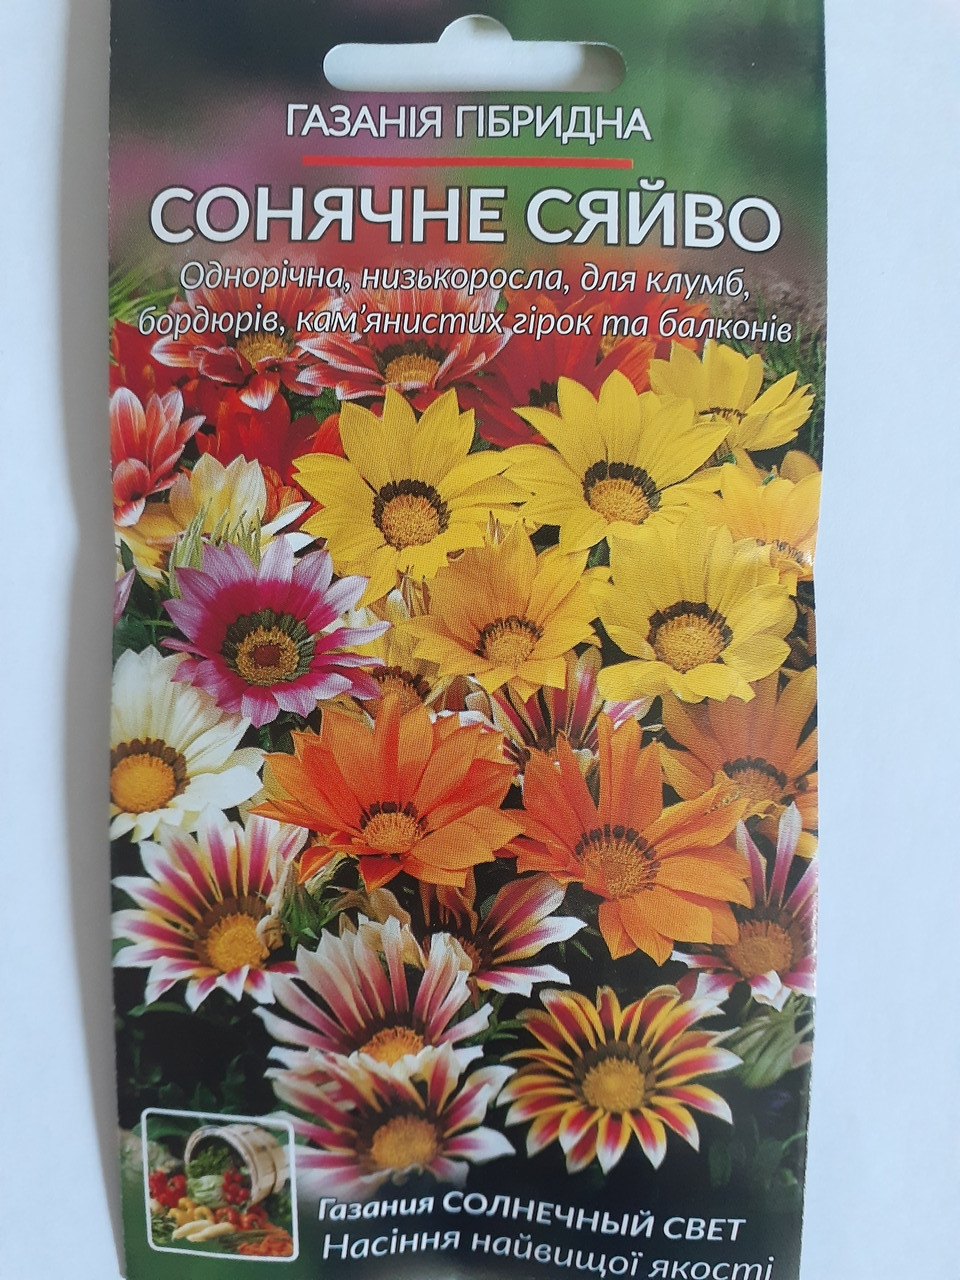 ГАЗАНІЯ ГІБРИДНА
СОНЯЧНЕ СЯЙВО
Однорічна, низькоросла, для клумб,
бордюрів, кам'янистих гірок та балконів
Газания СОЛНЕЧНЫЙ СВЕТ
Насіння найвищої якості